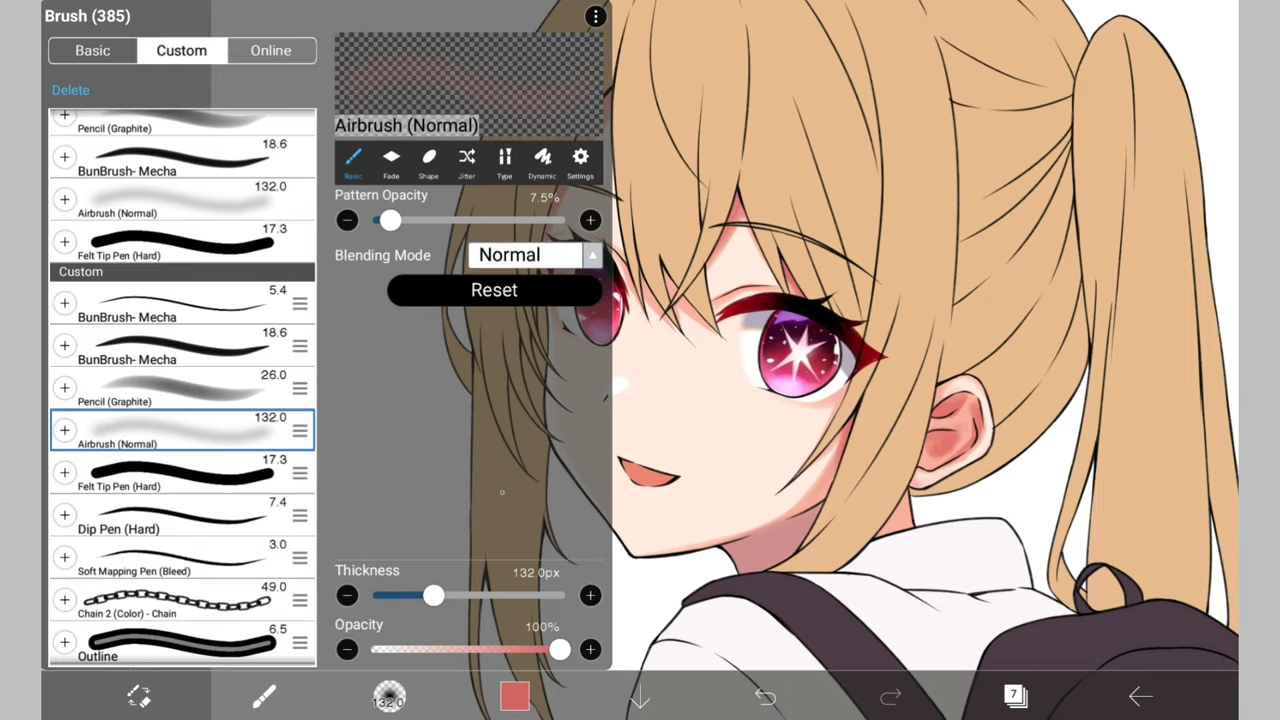 Brush (385)
Basic Custom Online
Delete
Pencil (Graphite)
18.6
BunBrush- Mecha
132.0
Airbrush (Normal)
17.3
Felt Tip Pen (Hard)
Custom
5.4
BunBrush- Mecha
18.6
BunBrush- Mecha
26.0
Pencil (Graphite)
132.0
Airbrush (Normal)
17.3
Felt Tip Pen (Hard)
7.4
Dip Pen (Hard)
3.0
Soft Mapping Pen (Bleed)
49.0
Chain 2 (Color) - Chain
6.5
Outline
Airbrush (Normal)
Basic Fade Shape Jitter Type Dynamic Settings
Pattern Opacity 7.5%
Blending Mode Normal
Reset
Thickness 132.0px
Opacity 100%
132.0
7